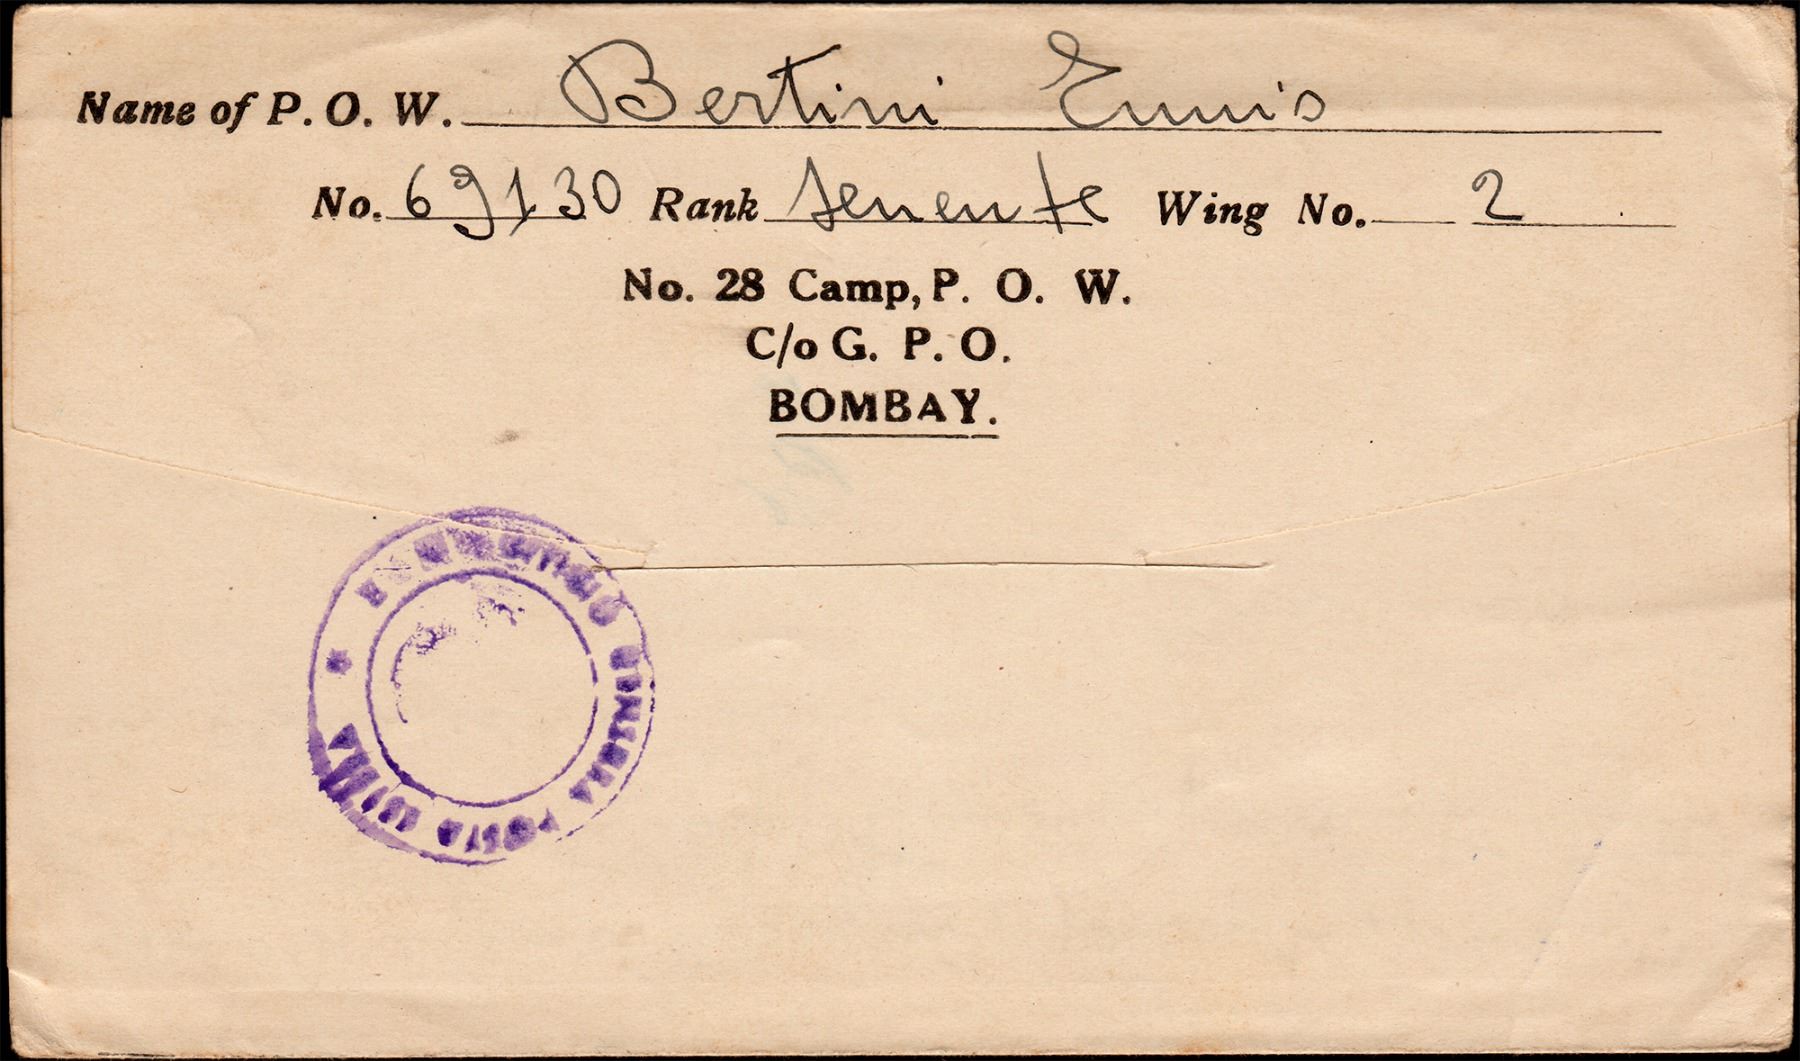 Name of P. O. W. Bertini Ennio
No. 69130 Rank tenente Wing No. 2
No. 28 Camp, P. O. W.
C/o G. P. O.
BOMBAY.